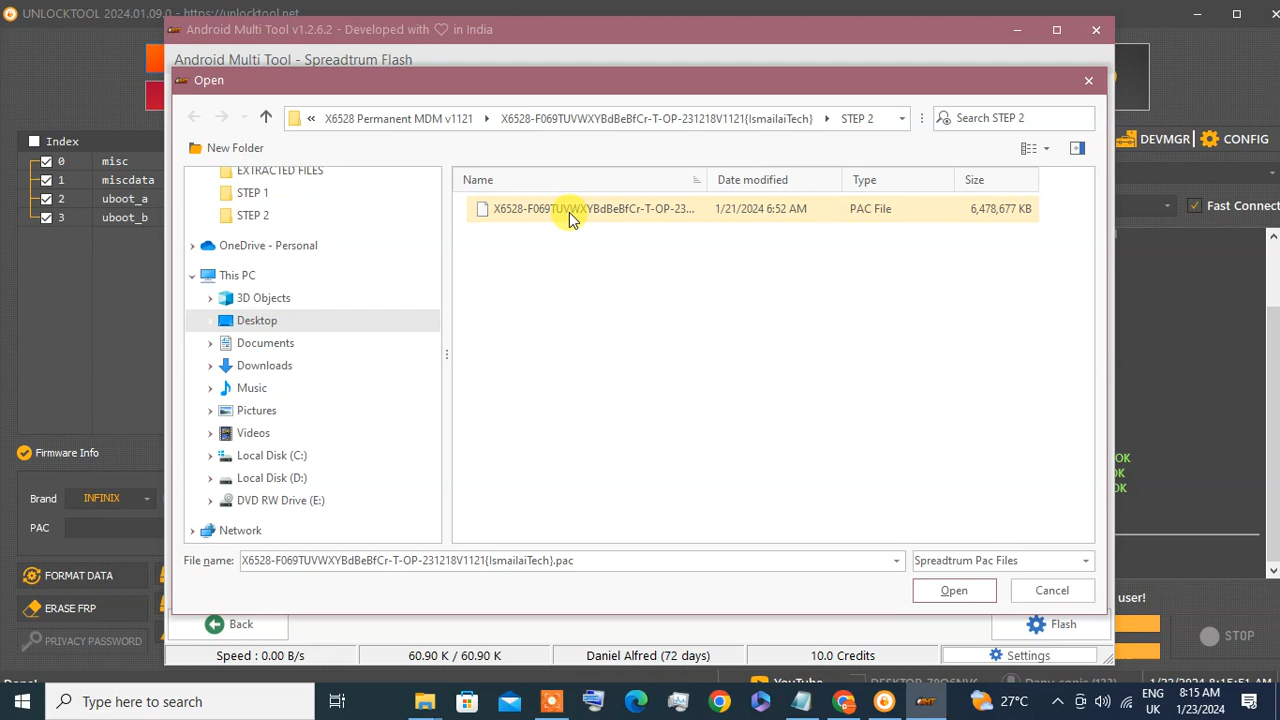 UNLOCKTOOL 2024.01.09.0 - https://unlocktool.net
Android Multi Tool v1.2.6.2 - Developed with ♡ in India
Android Multi Tool - Spreadtrum Flash
Open
« X6528 Permanent MDM v1121 › X6528-F069TUVWXYBdBeBfCr-T-OP-231218V1121{IsmailaiTech} › STEP 2
Search STEP 2
New Folder
DEVMGR CONFIG
Index
0 misc
1 miscdata
2 uboot_a
3 uboot_b
Fast Connect
EXTRACTED FILES
STEP 1
STEP 2
OneDrive - Personal
This PC
3D Objects
Desktop
Documents
Downloads
Music
Pictures
Videos
Local Disk (C:)
Local Disk (D:)
DVD RW Drive (E:)
Network
Name Date modified Type Size
X6528-F069TUVWXYBdBeBfCr-T-OP-23... 1/21/2024 6:52 AM PAC File 6,478,677 KB
Firmware Info
Brand INFINIX
PAC
OK
OK
OK
File name: X6528-F069TUVWXYBdBeBfCr-T-OP-231218V1121{IsmailaiTech}.pac Spreadtrum Pac Files
Open Cancel
FORMAT DATA
ERASE FRP
PRIVACY PASSWORD
user!
STOP
Back Flash
Speed : 0.00 B/s 60.90 K / 60.90 K Daniel Alfred (72 days) 10.0 Credits Settings
Type here to search
27°C
ENG
UK
8:15 AM
1/23/2024